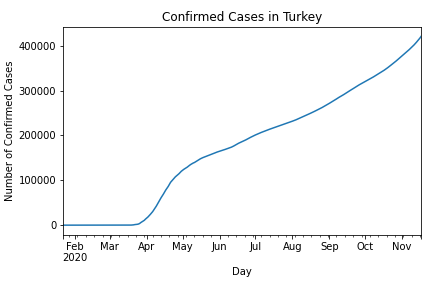 Confirmed Cases in Turkey
Number of Confirmed Cases
400000
300000
200000
100000
0
Feb Mar Apr May Jun Jul Aug Sep Oct Nov
2020
Day